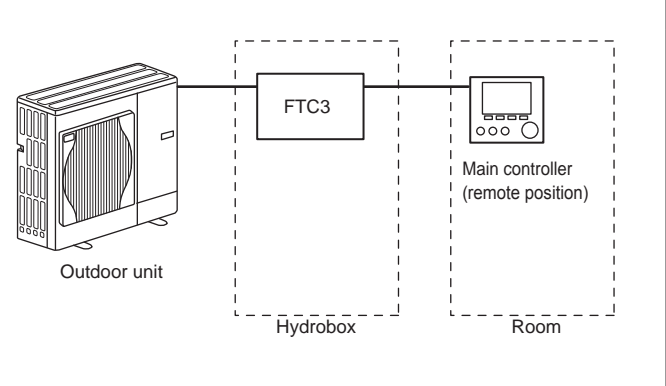 FTC3
Main controller
(remote position)
Outdoor unit
Hydrobox
Room